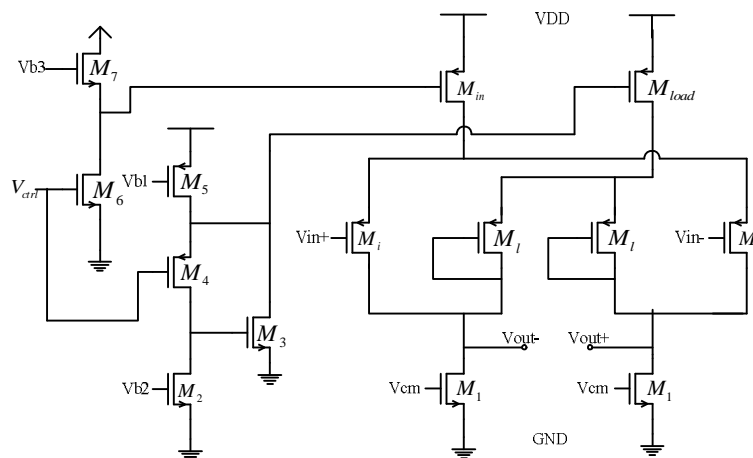 VDD
Vb3
M7
Min
Mload
Vb1
M5
Vctrl
M6
Vin+
Mi
Ml
Ml
Vin-
M
M4
M3
Vout-
Vout+
Vb2
M2
Vcm
M1
Vcm
M1
GND